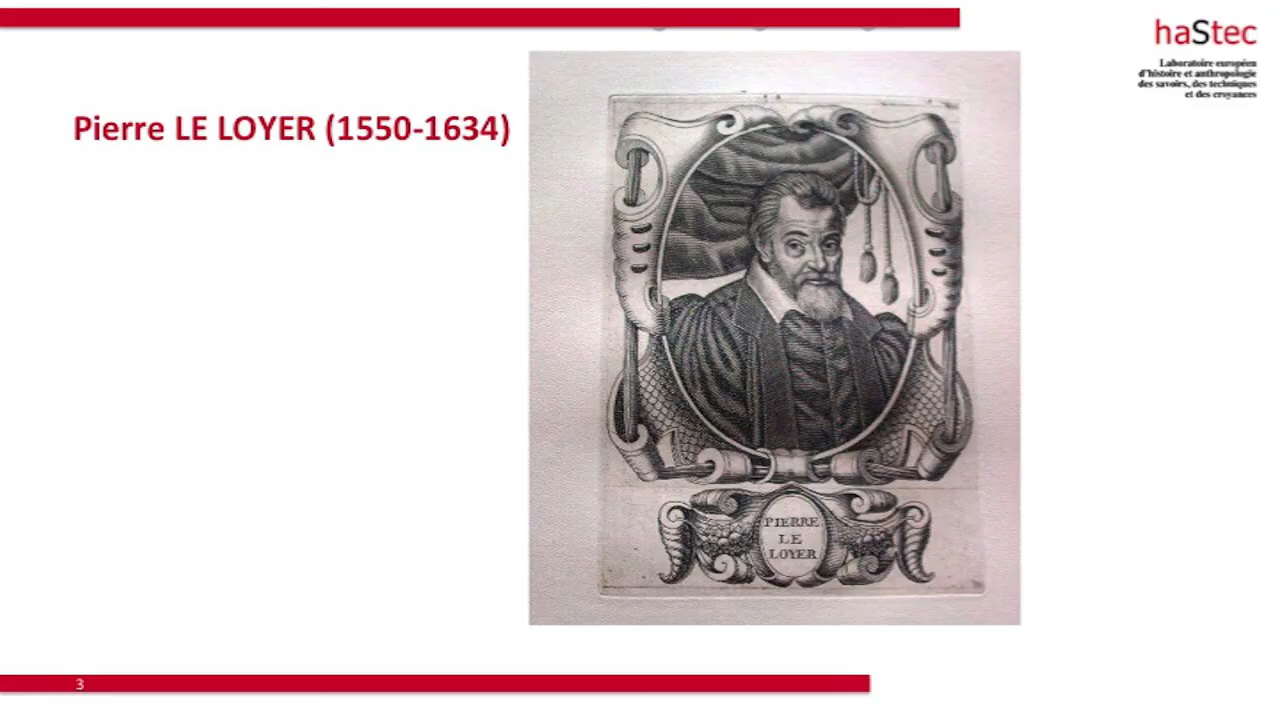 haStec
Laboratoire européen
d'histoire et anthropologie
des savoirs, des techniques
et des croyances
Pierre LE LOYER (1550-1634)
PIERRE
LE
LOYER
3